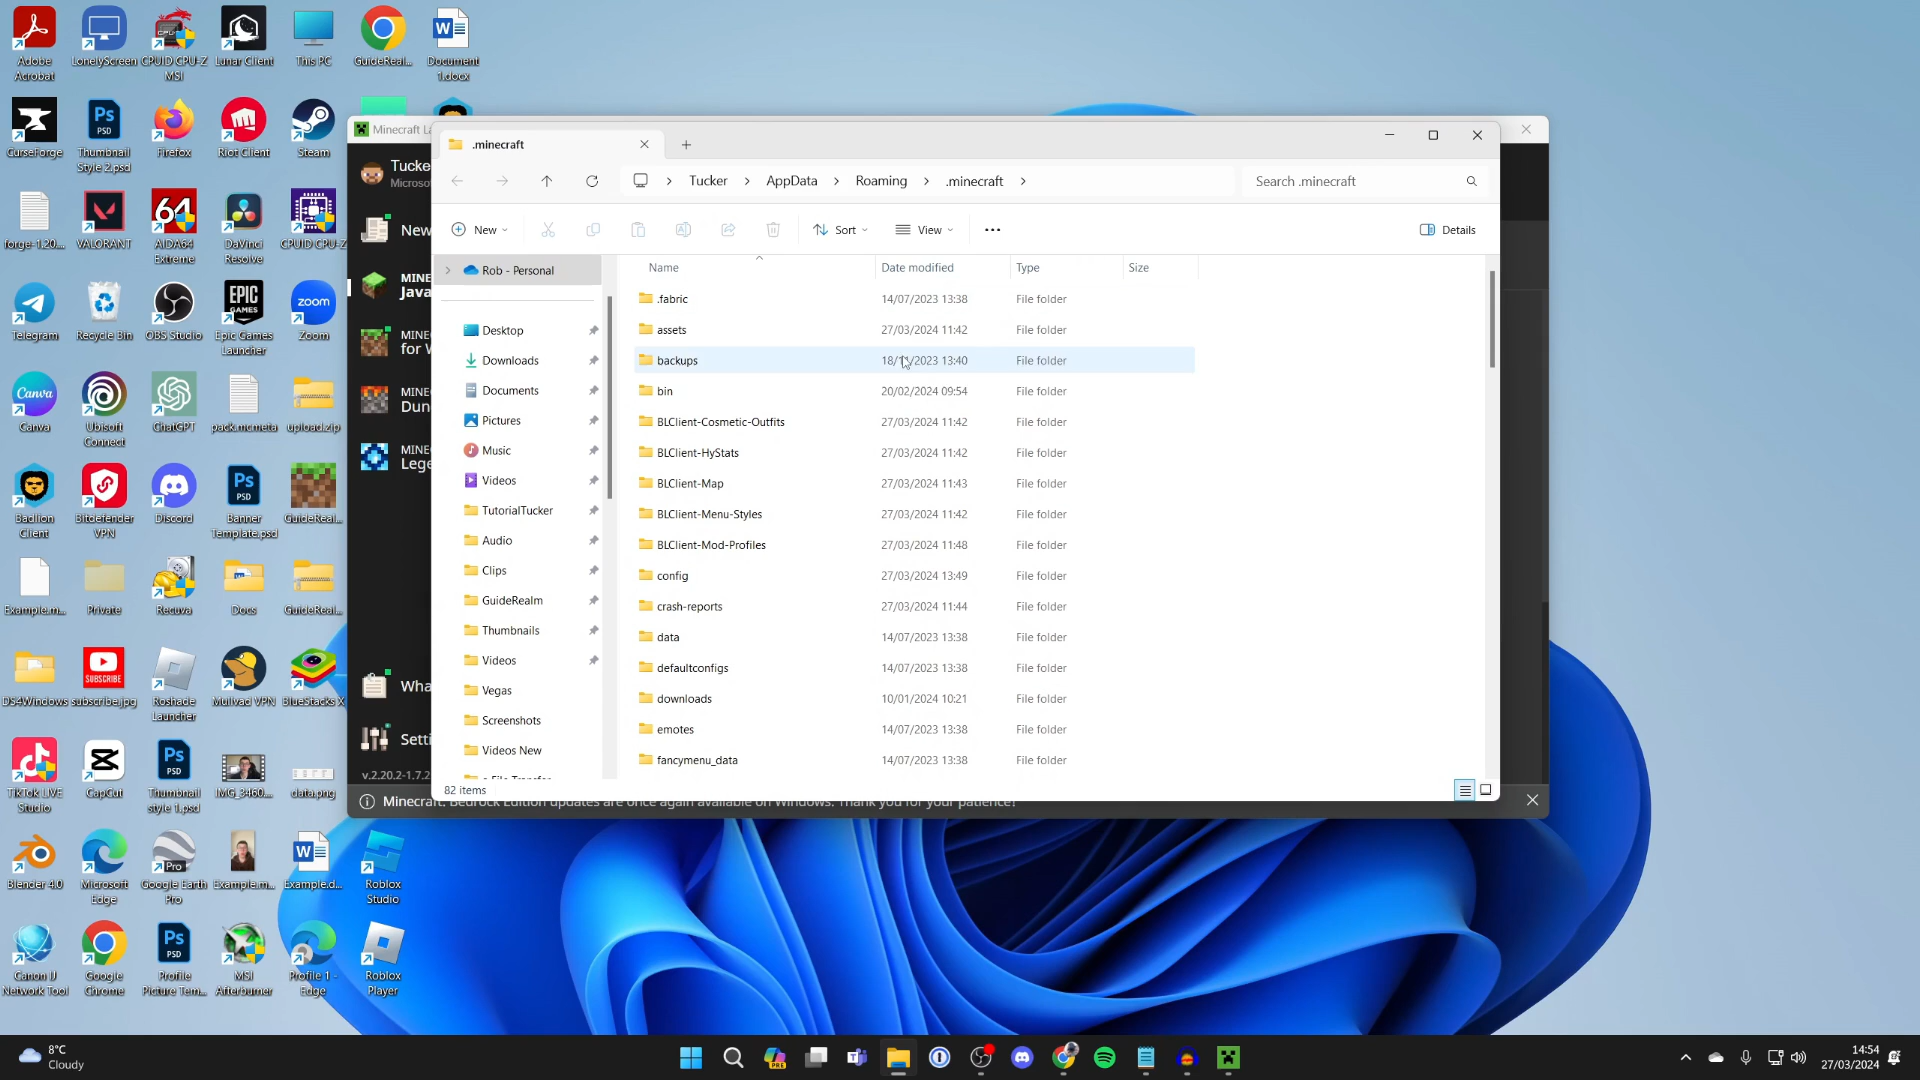 Adobe Acrobat
LonelyScreen
CPUID CPU-Z MSI
Lunar Client
This PC
GuideReal...
Document 1.docx
CurseForge
Thumbnail Style 2.psd
Firefox
Riot Client
Steam
forge-1.20...
VALORANT
AIDA64 Extreme
DaVinci Resolve
CPUID CPU-Z
Telegram
Recycle Bin
OBS Studio
Epic Games Launcher
Zoom
Canva
Ubisoft Connect
ChatGPT
pack.mcmeta
upload.zip
Badlion Client
Bitdefender VPN
Discord
Banner Template.psd
GuideReal...
Example.m...
Private
Recuva
Docs
GuideReal...
DS4Windows
subscribe.jpg
Roshade Launcher
Mullvad VPN
BlueStacks X
TikTok LIVE Studio
CapCut
Thumbnail style 1.psd
IMG_3460...
data.png
Blender 4.0
Microsoft Edge
Google Earth Pro
Example.m...
Example.d...
Roblox Studio
Canon IJ Network Tool
Google Chrome
Profile Picture Tem...
MSI Afterburner
Profile 1 - Edge
Roblox Player
Minecraft La
Tucke
Microso
New
MINE
Java
MINE
for W
MINE
Dun
MINE
Lege
Wha
Setti
v.2.20.2-1.7.2
Minecraft: Bedrock Edition updates are once again available on Windows. Thank you for your patience!
.minecraft
Tucker > AppData > Roaming > .minecraft >
Search .minecraft
New
Sort
View
Details
Rob - Personal
Desktop
Downloads
Documents
Pictures
Music
Videos
TutorialTucker
Audio
Clips
GuideRealm
Thumbnails
Videos
Vegas
Screenshots
Videos New
Name Date modified Type Size
.fabric 14/07/2023 13:38 File folder
assets 27/03/2024 11:42 File folder
backups 18/1 /2023 13:40 File folder
bin 20/02/2024 09:54 File folder
BLClient-Cosmetic-Outfits 27/03/2024 11:42 File folder
BLClient-HyStats 27/03/2024 11:42 File folder
BLClient-Map 27/03/2024 11:43 File folder
BLClient-Menu-Styles 27/03/2024 11:42 File folder
BLClient-Mod-Profiles 27/03/2024 11:48 File folder
config 27/03/2024 13:49 File folder
crash-reports 27/03/2024 11:44 File folder
data 14/07/2023 13:38 File folder
defaultconfigs 14/07/2023 13:38 File folder
downloads 10/01/2024 10:21 File folder
emotes 14/07/2023 13:38 File folder
fancymenu_data 14/07/2023 13:38 File folder
82 items
8°C
Cloudy
14:54
27/03/2024